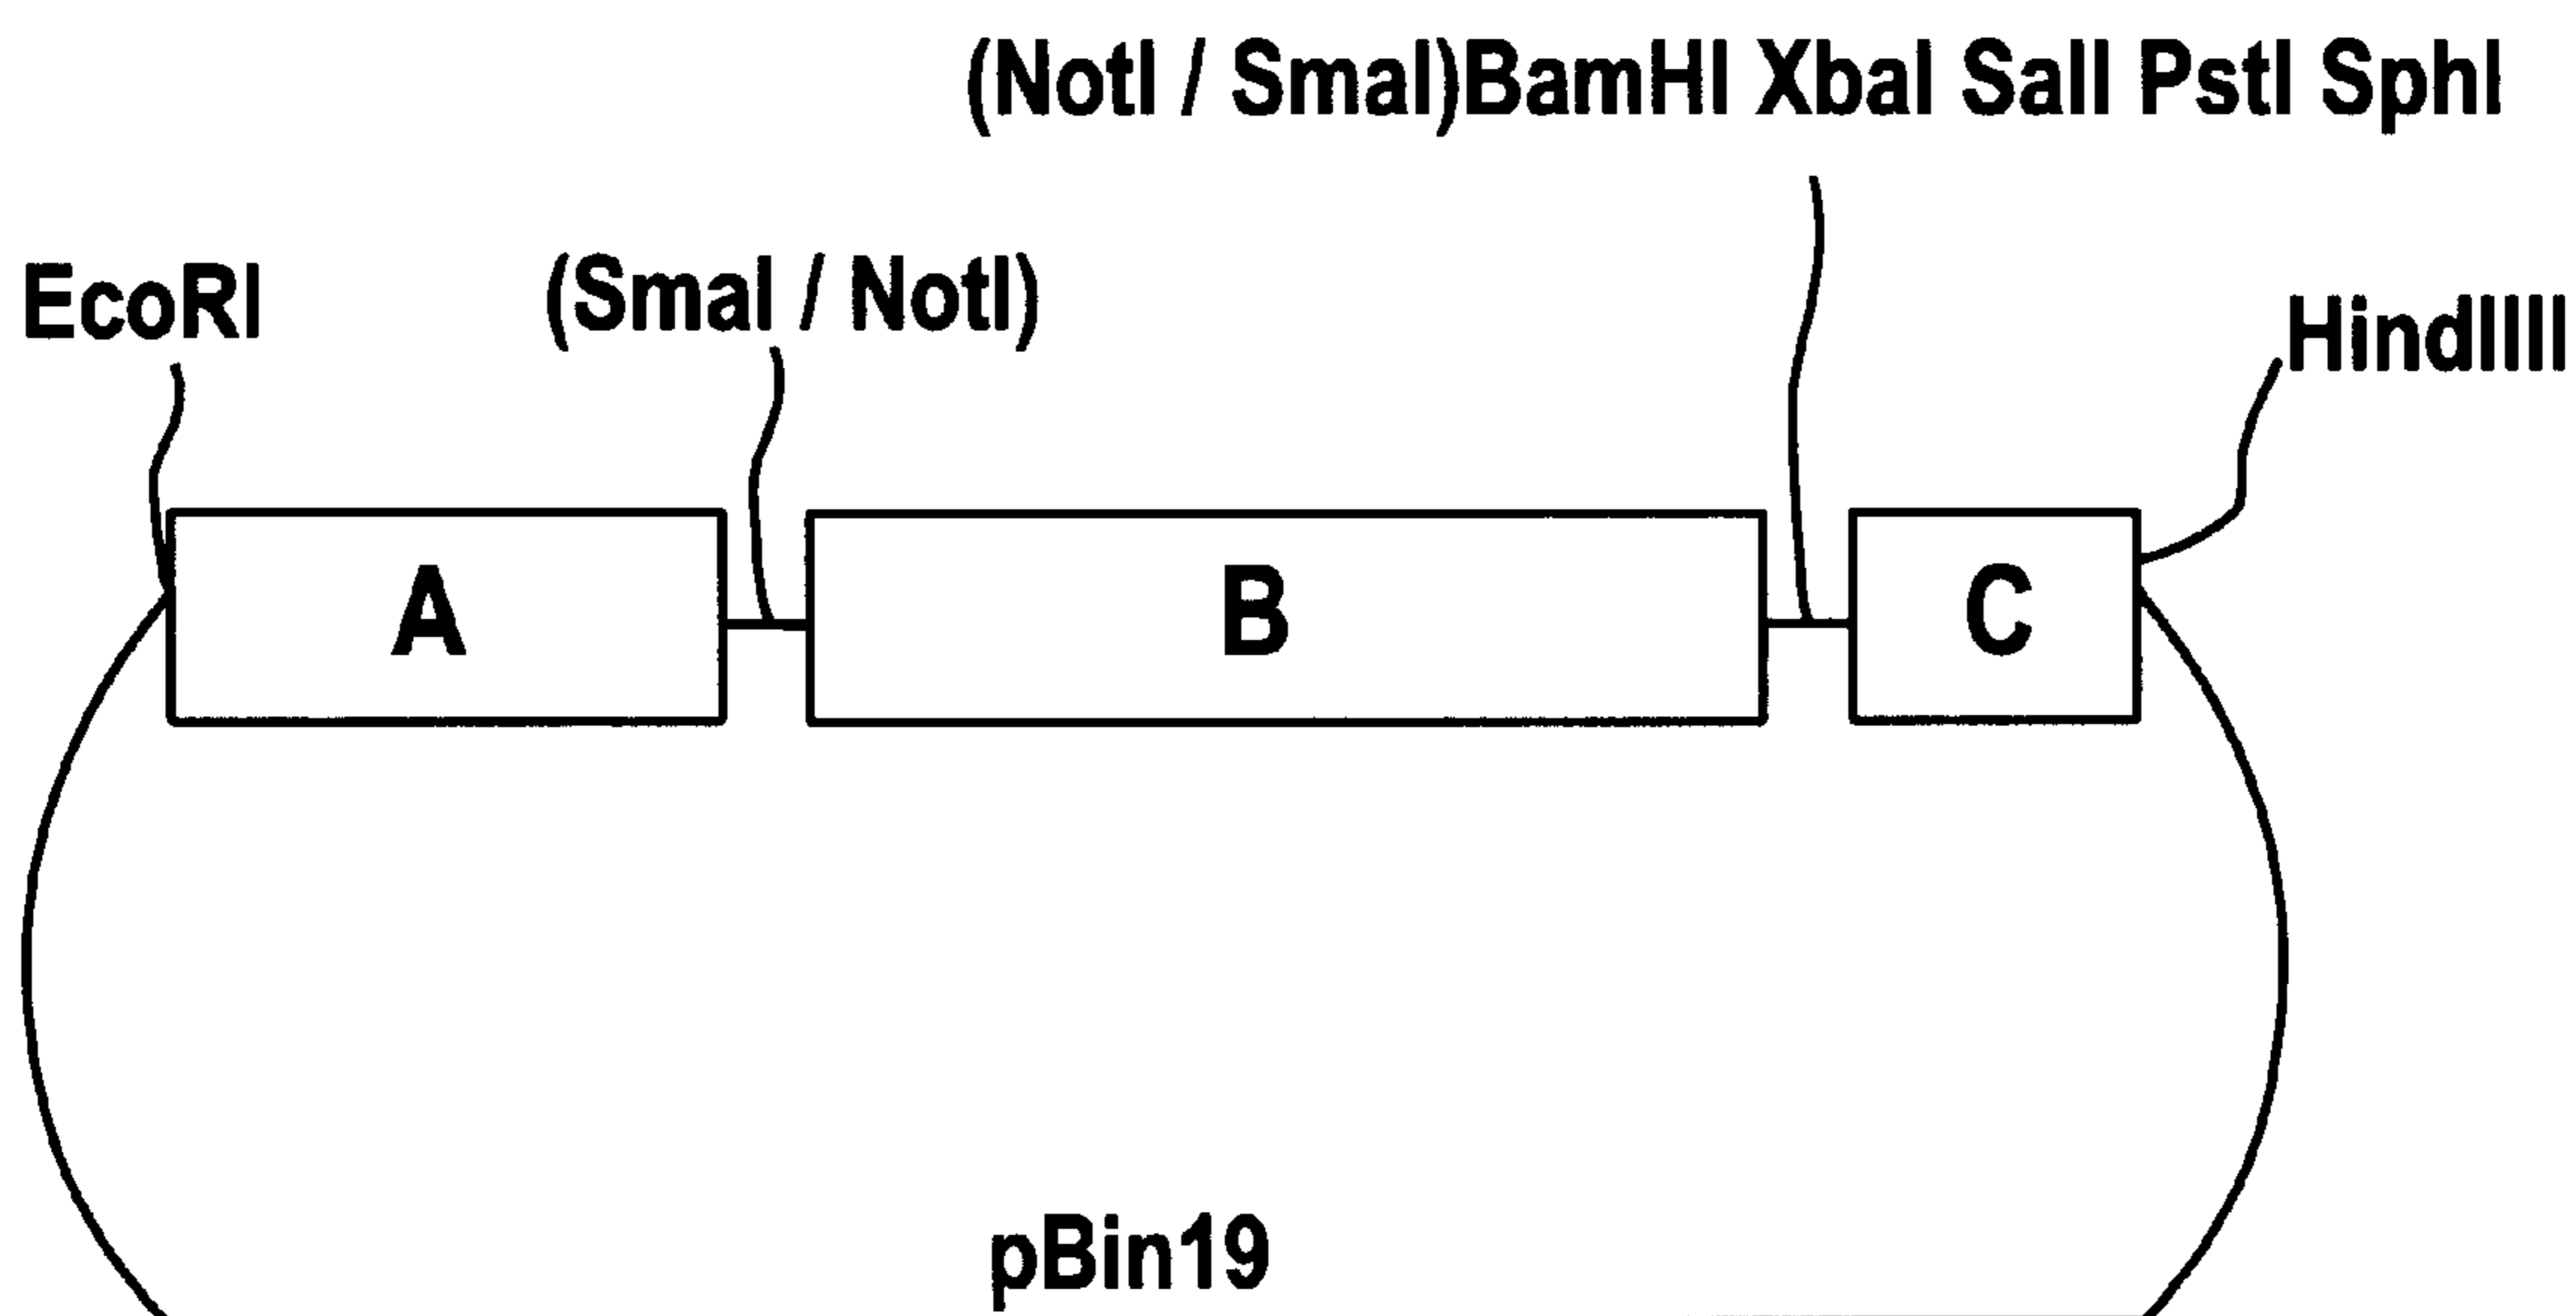 (NotI / SmaI)BamHI XbaI SalI PstI SphI
EcoRI
(SmaI / NotI)
HindIIII
A
B
C
pBin19